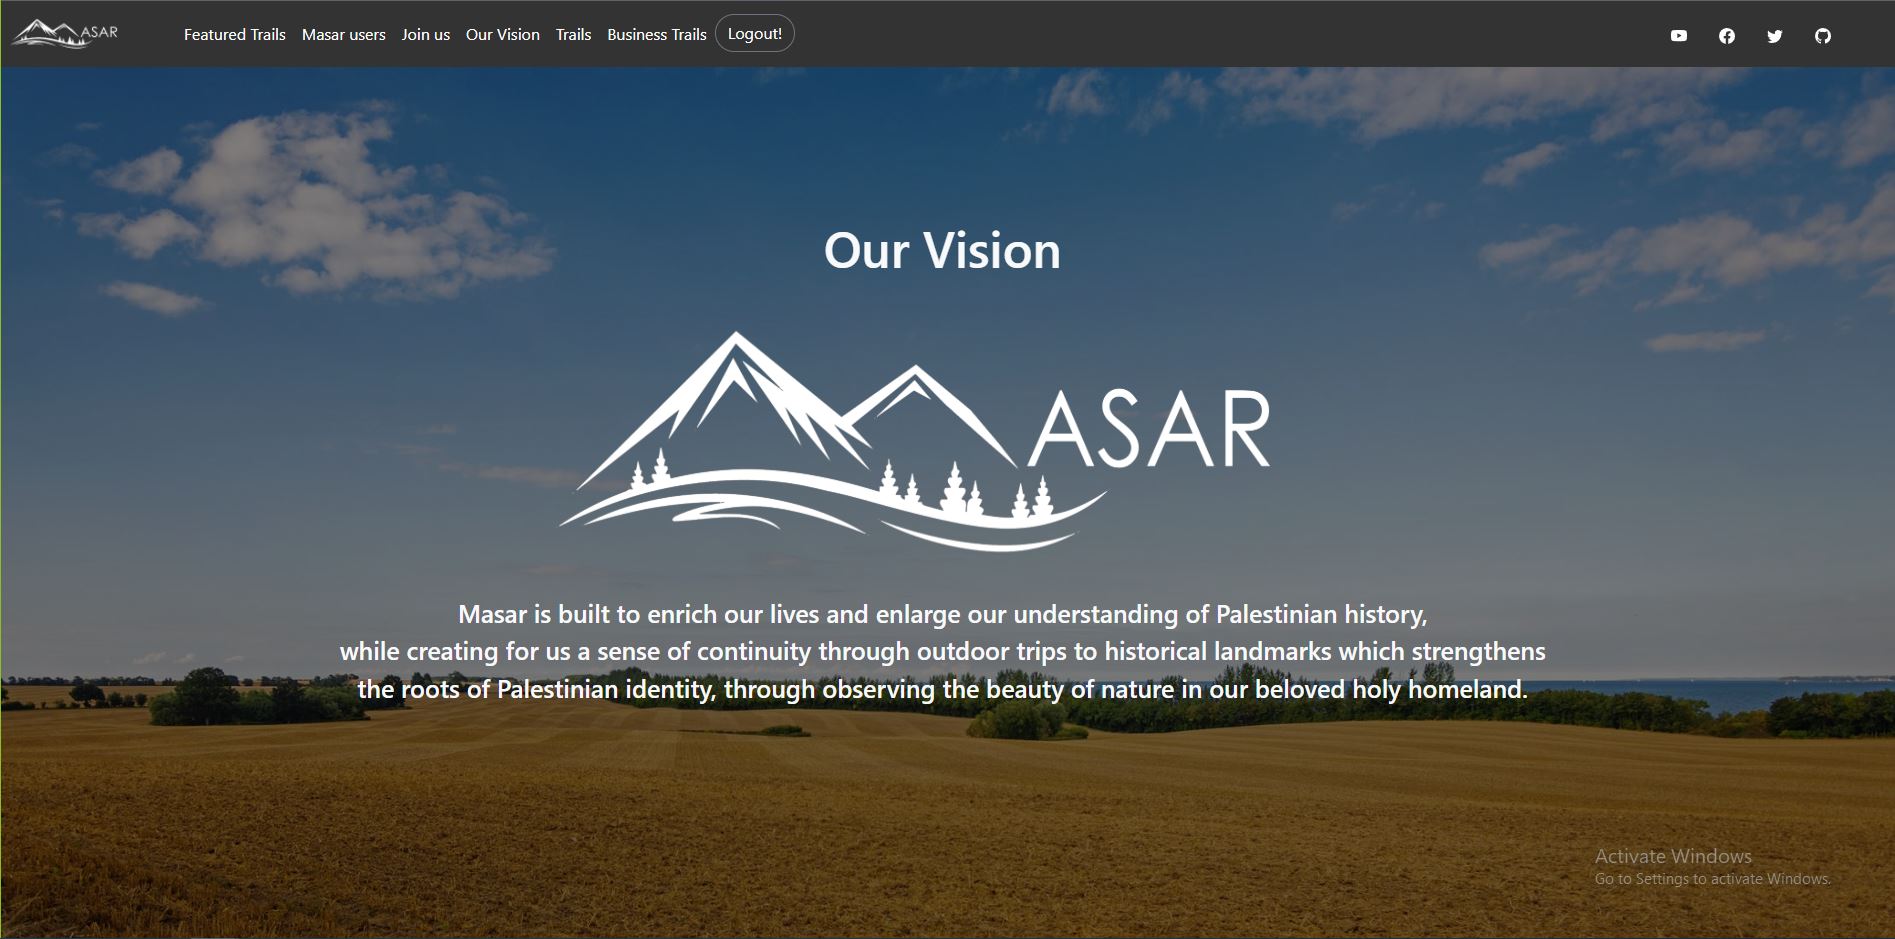 ASAR
Featured Trails
Masar users
Join us
Our Vision
Trails
Business Trails
Logout!
Our Vision
ASAR
Masar is built to enrich our lives and enlarge our understanding of Palestinian history,
while creating for us a sense of continuity through outdoor trips to historical landmarks which strengthens
the roots of Palestinian identity, through observing the beauty of nature in our beloved holy homeland.
Activate Windows
Go to Settings to activate Windows.